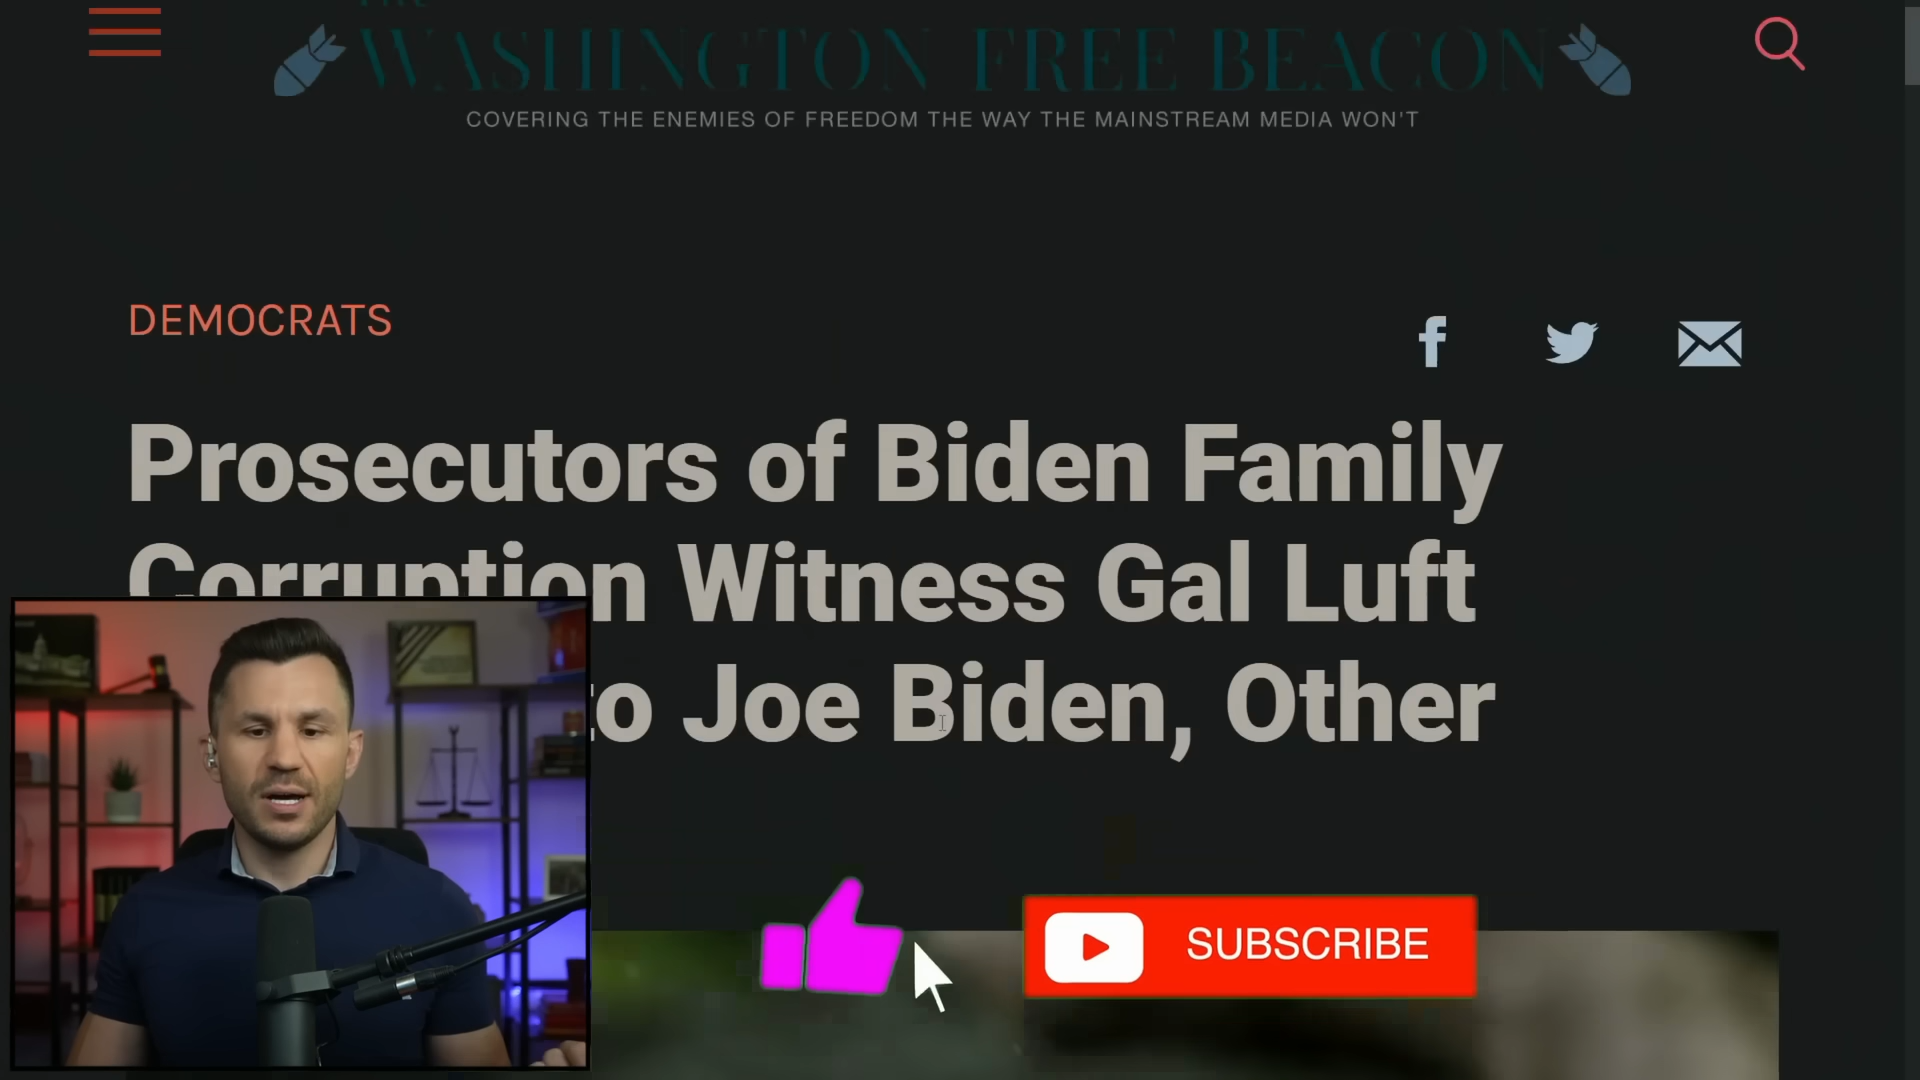 WASHINGTON FREE BEACON
COVERING THE ENEMIES OF FREEDOM THE WAY THE MAINSTREAM MEDIA WON'T
DEMOCRATS
Prosecutors of Biden Family
Corruption Witness Gal Luft
to Joe Biden, Other
SUBSCRIBE